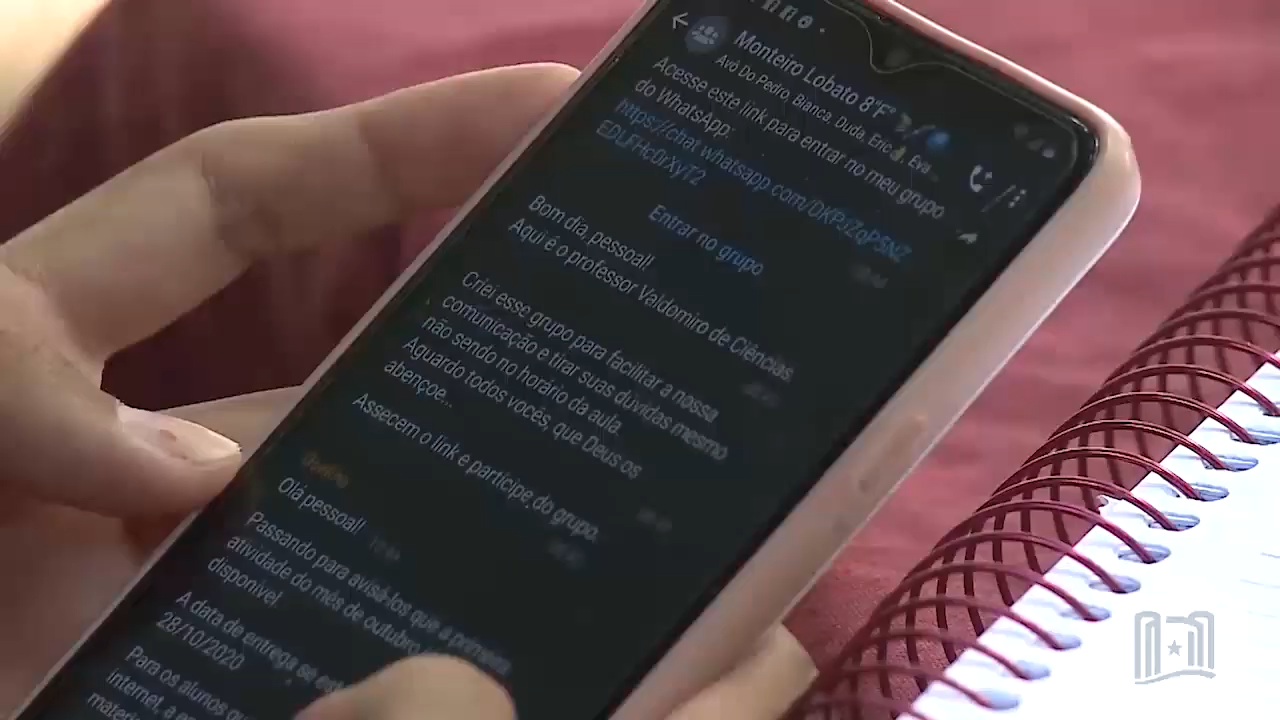 Monteiro Lobato 8°"F"
Avó Do Pedro, Bianca, Duda, Eric, Eva...
Acesse este link para entrar no meu grupo
do WhatsApp:
https://chat.whatsapp.com/DKPJZqPSNZ
EDLFHc0rXyT2
Entrar no grupo
Bom dia, pessoal!
Aqui é o professor Valdomiro de Ciências.
Criei esse grupo para facilitar a nossa
comunicação e tirar suas dúvidas mesmo
não sendo no horário da aula.
Aguardo todos vocês, que Deus os
abençoe...
Assecem o link e participe do grupo.
Olá pessoal!
Passando para avisá-los que a primeira
atividade do mês de outubro
disponível.
A data de entrega se
28/10/2020
Para os alunos
internet, a